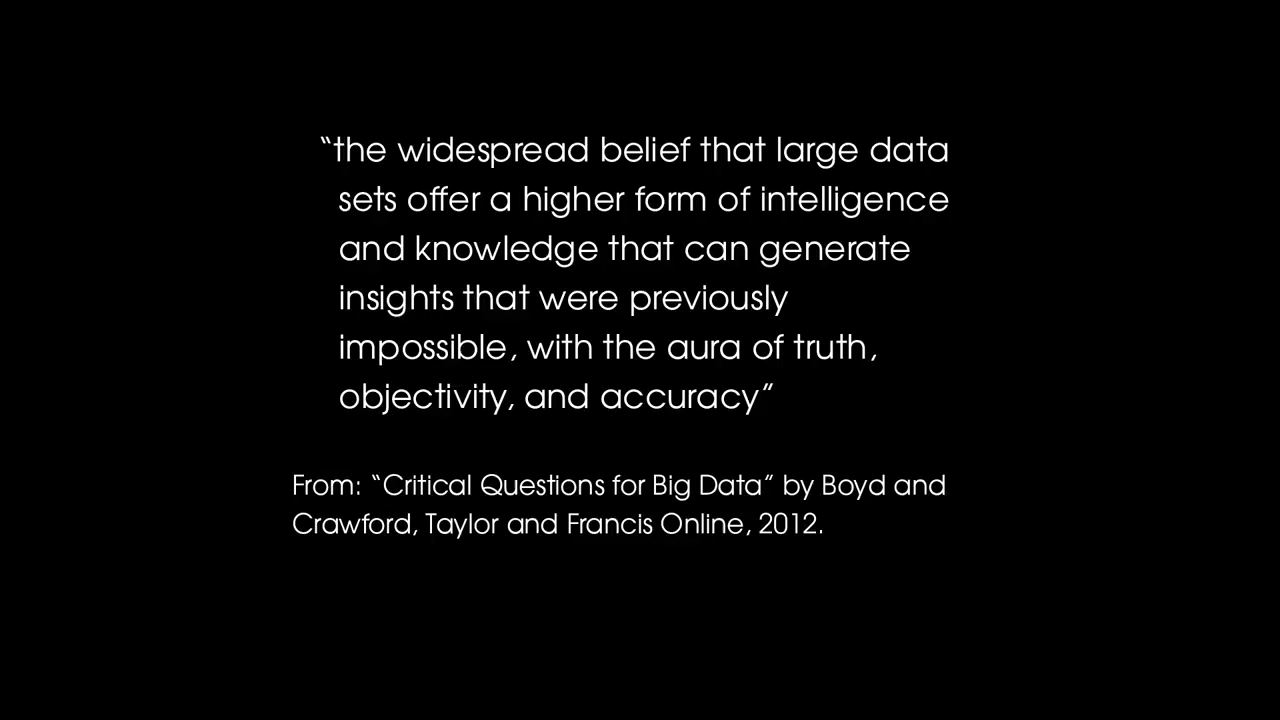 “the widespread belief that large data
sets offer a higher form of intelligence
and knowledge that can generate
insights that were previously
impossible, with the aura of truth,
objectivity, and accuracy”
From: “Critical Questions for Big Data” by Boyd and
Crawford, Taylor and Francis Online, 2012.